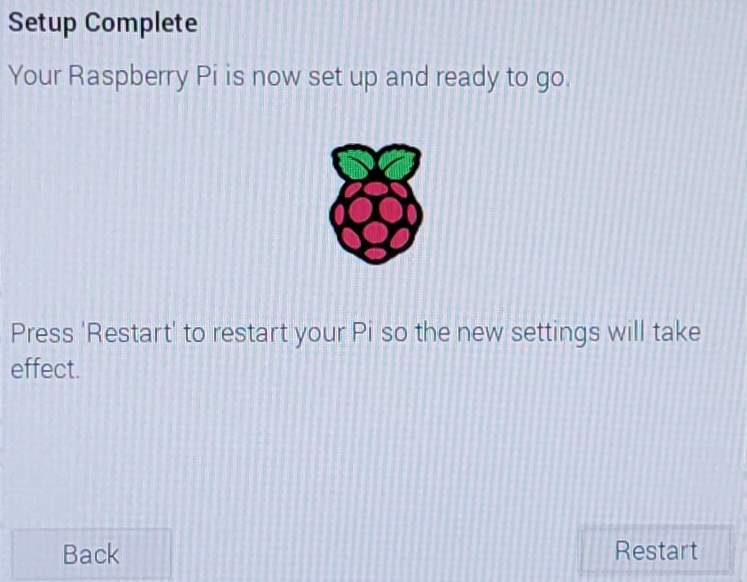 Setup Complete
Your Raspberry Pi is now set up and ready to go.
Press 'Restart' to restart your Pi so the new settings will take
effect.
Back
Restart